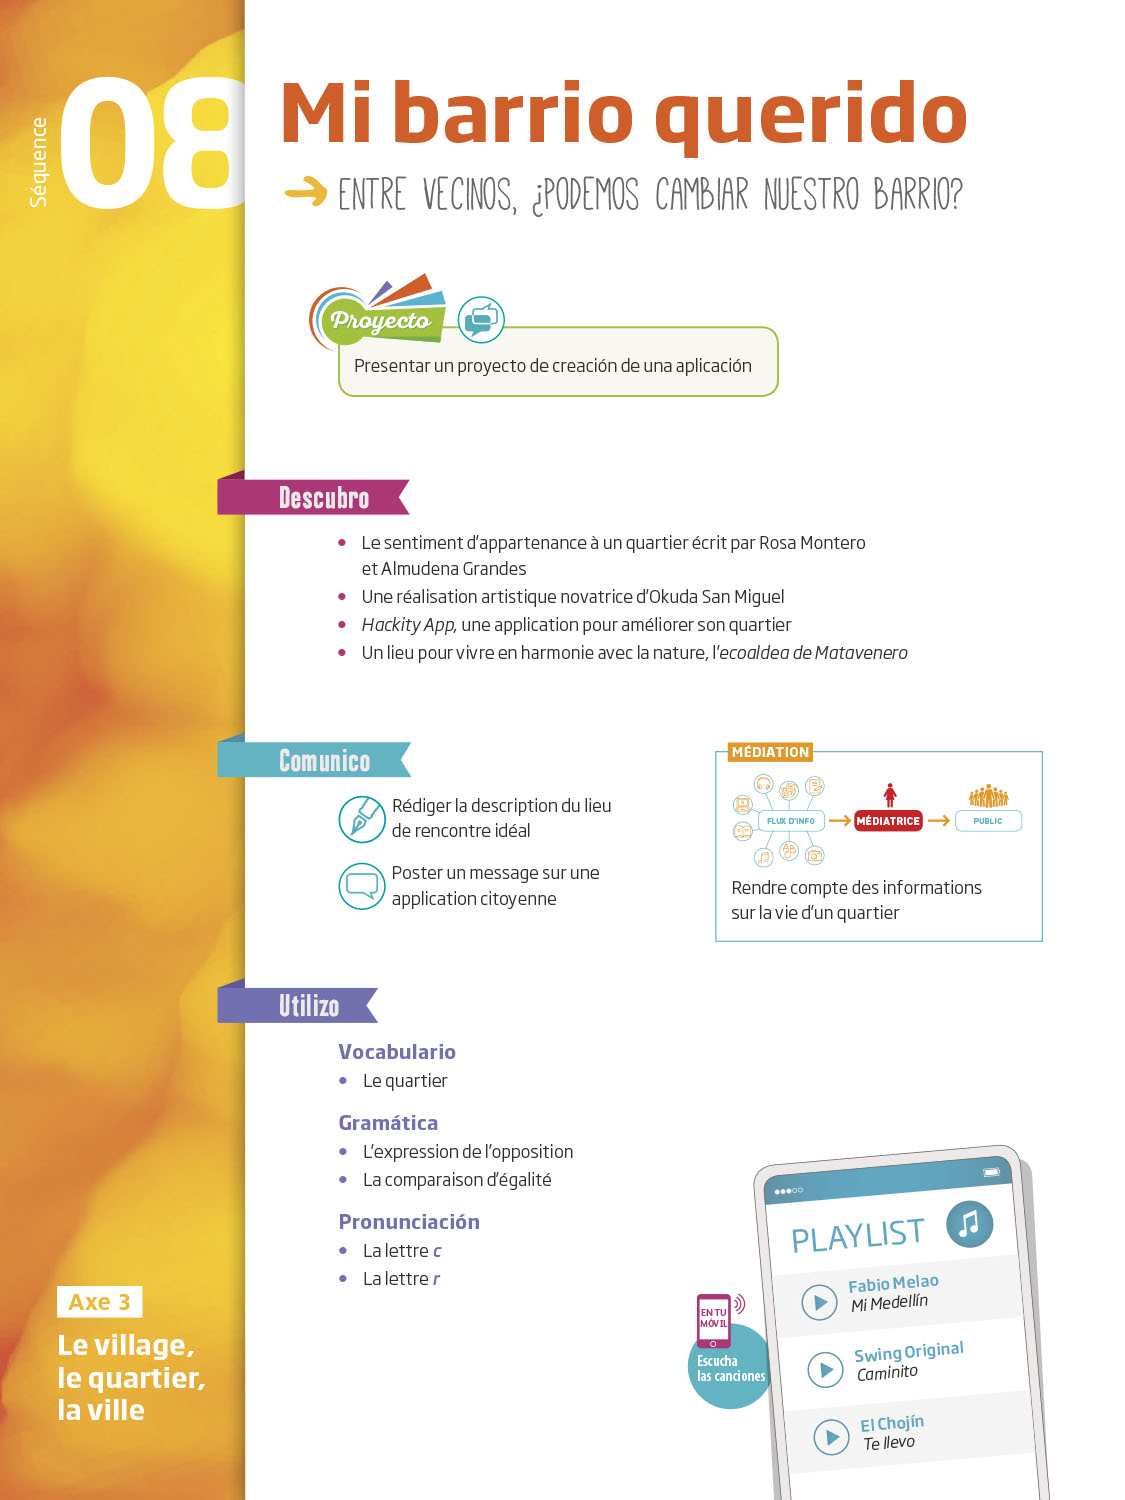 Séquence
08
Mi barrio querido
ENTRE VECINOS, ¿PODEMOS CAMBIAR NUESTRO BARRIO?
Proyecto
Presentar un proyecto de creación de una aplicación
Descubro
• Le sentiment d'appartenance à un quartier écrit par Rosa Montero
et Almudena Grandes
• Une réalisation artistique novatrice d'Okuda San Miguel
• Hackity App, une application pour améliorer son quartier
• Un lieu pour vivre en harmonie avec la nature, l'ecoaldea de Matavenero
Comunico
Rédiger la description du lieu
de rencontre idéal
Poster un message sur une
application citoyenne
MÉDIATION
FLUX D'INFO
MÉDIATRICE
PUBLIC
Rendre compte des informations
sur la vie d'un quartier
Utilizo
Vocabulario
• Le quartier
Gramática
• L'expression de l'opposition
• La comparaison d'égalité
Pronunciación
• La lettre c
• La lettre r
Axe 3
Le village,
le quartier,
la ville
EN TU
MÓVIL
Escucha
las canciones
PLAYLIST
Fabio Melao
Mi Medellín
Swing Original
Caminito
El Chojín
Te llevo